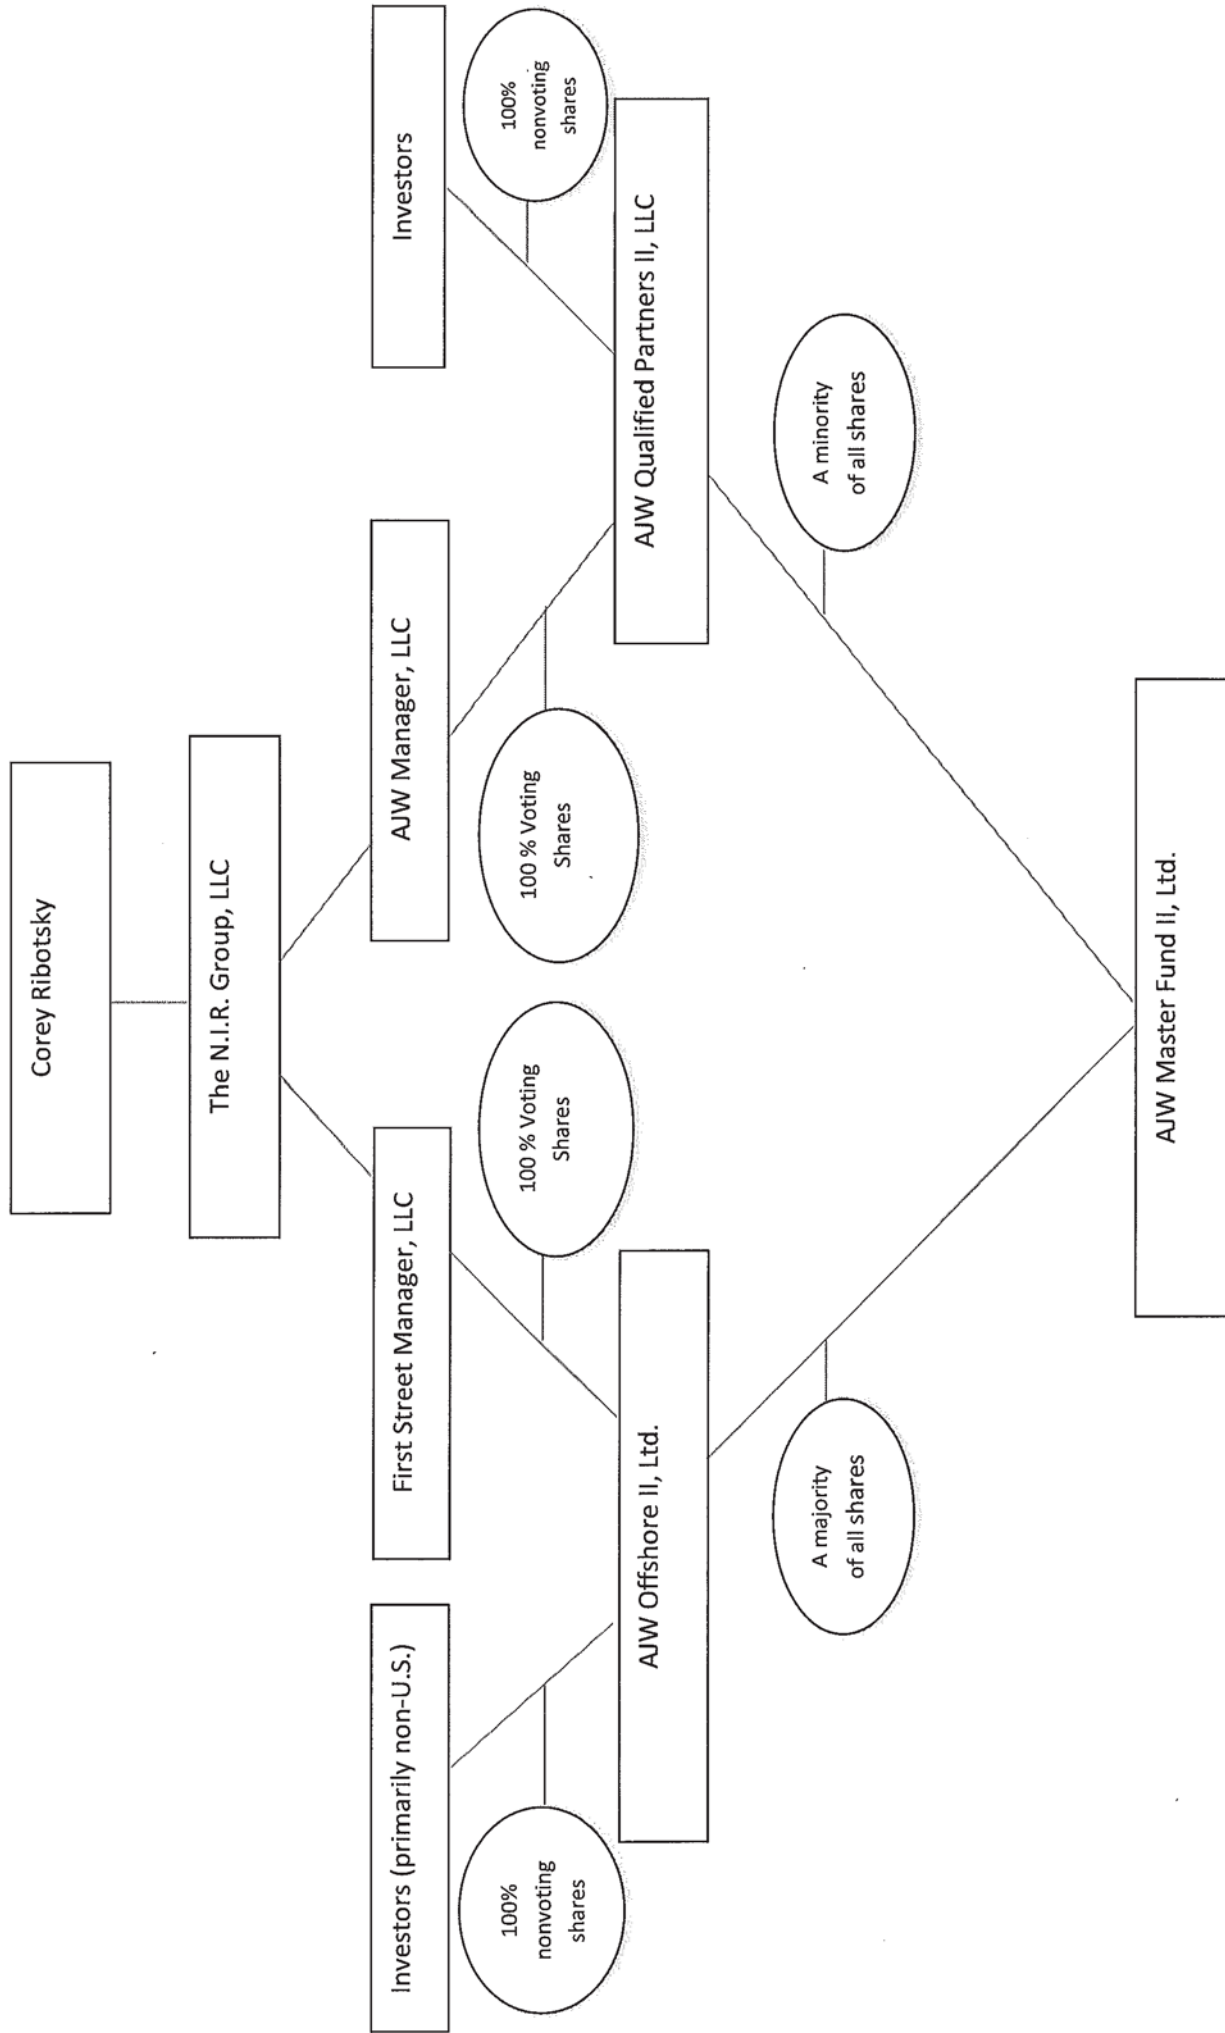 Corey Ribotsky
The N.I.R. Group, LLC
Investors (primarily non-U.S.)
First Street Manager, LLC
AJW Manager, LLC
Investors
100%
nonvoting
shares
100 % Voting
Shares
100 % Voting
Shares
100%
nonvoting
shares
AJW Offshore II, Ltd.
AJW Qualified Partners II, LLC
A majority
of all shares
A minority
of all shares
AJW Master Fund II, Ltd.